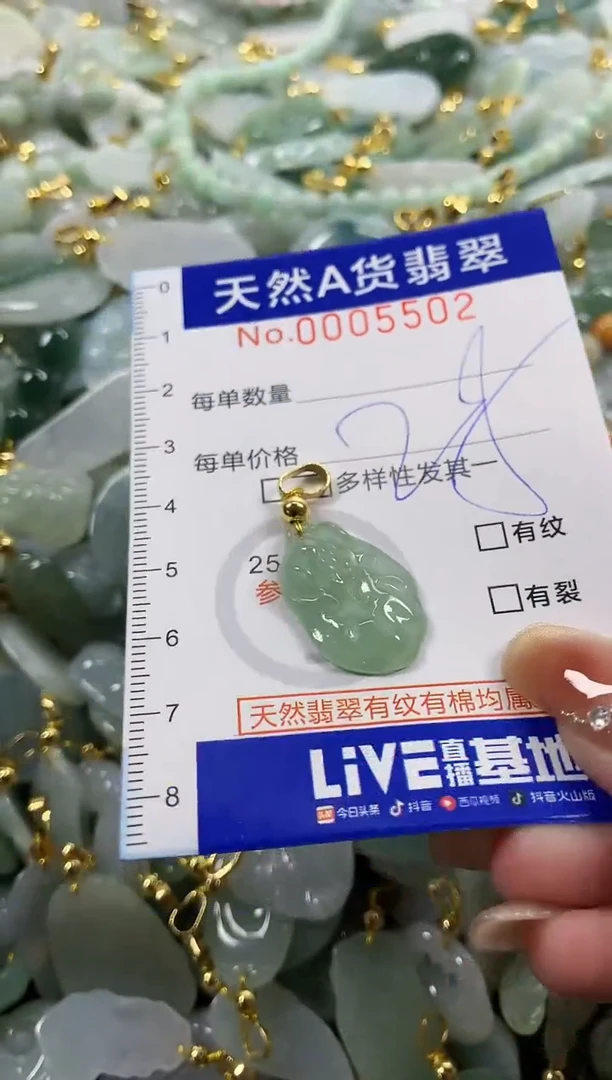 天然A货翡翠
No.0005502
0
1
2
3
4
5
6
7
8
每单数量
每单价格
多样性发其一
有纹
25
参
有裂
天然翡翠有纹有棉均属
LiVE直播基地
头条 今日头条 抖音 西瓜视频 抖音火山版